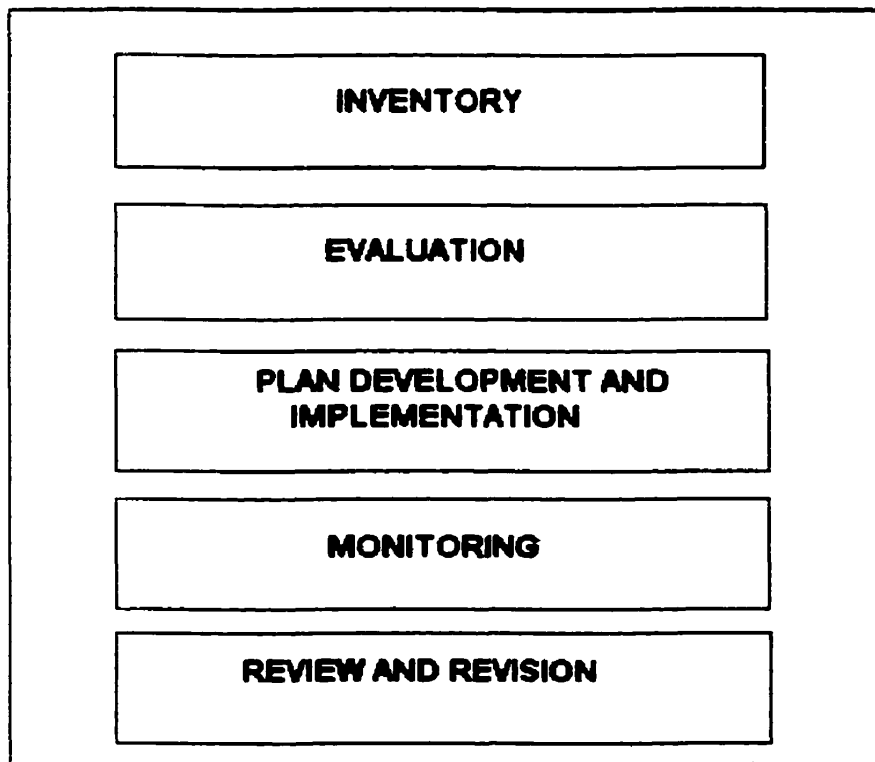 INVENTORY
EVALUATION
PLAN DEVELOPMENT AND
IMPLEMENTATION
MONITORING
REVIEW AND REVISION